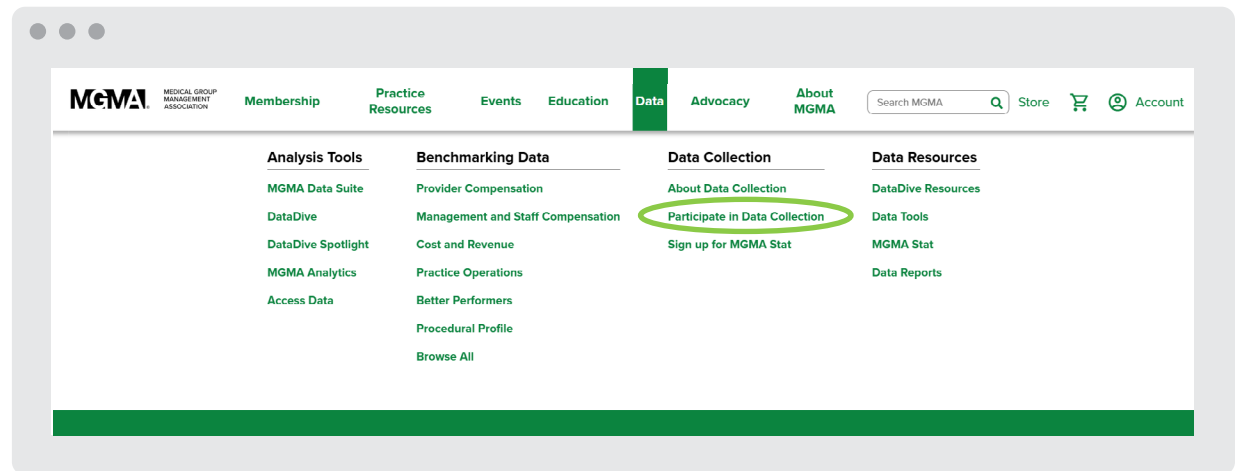 MGMA
MEDICAL GROUP
MANAGEMENT
ASSOCIATION
Membership
Practice
Resources
Events
Education
Data
Advocacy
About
MGMA
Search MGMA
Store
Account
Analysis Tools
MGMA Data Suite
DataDive
DataDive Spotlight
MGMA Analytics
Access Data
Benchmarking Data
Provider Compensation
Management and Staff Compensation
Cost and Revenue
Practice Operations
Better Performers
Procedural Profile
Browse All
Data Collection
About Data Collection
Participate in Data Collection
Sign up for MGMA Stat
Data Resources
DataDive Resources
Data Tools
MGMA Stat
Data Reports